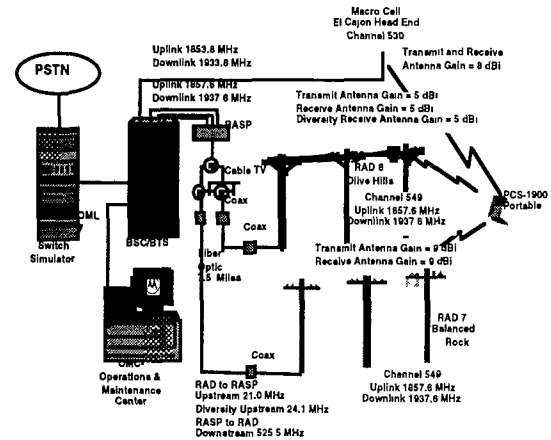 Macro Cell
El Cajon Head End
Channel 530
Uplink 1853.8 MHz
Downlink 1933.8 MHz
Transmit and Receive
Antenna Gain = 8 dBi
PSTN
Uplink 1857.6 MHz
Downlink 1937 6 MHz
Transmit Antenna Gain = 5 dBi
Receive Antenna Gain = 5 dBi
Diversity Receive Antenna Gain = 5 dBi
RASP
Cable TV
RAD 8
Olive Hills
Coax
Channel 549
Uplink 1857.6 MHz
Downlink 1937.6 MHz
PCS-1900
Portable
OML
Switch
Simulator
BSC/BTS
Coax
Fiber
Optic
2.5 Miles
Transmit Antenna Gain = 9 dBi
Receive Antenna Gain = 9 dBi
RAD 7
Balanced
Rock
Coax
OMC-
Operations &
Maintenance
Center
RAD to RASP
Upstream 21.0 MHz
Diversity Upstream 24.1 MHz
RASP to RAD
Downstream 525 5 MHz
Channel 549
Uplink 1857.6 MHz
Downlink 1937.6 MHz